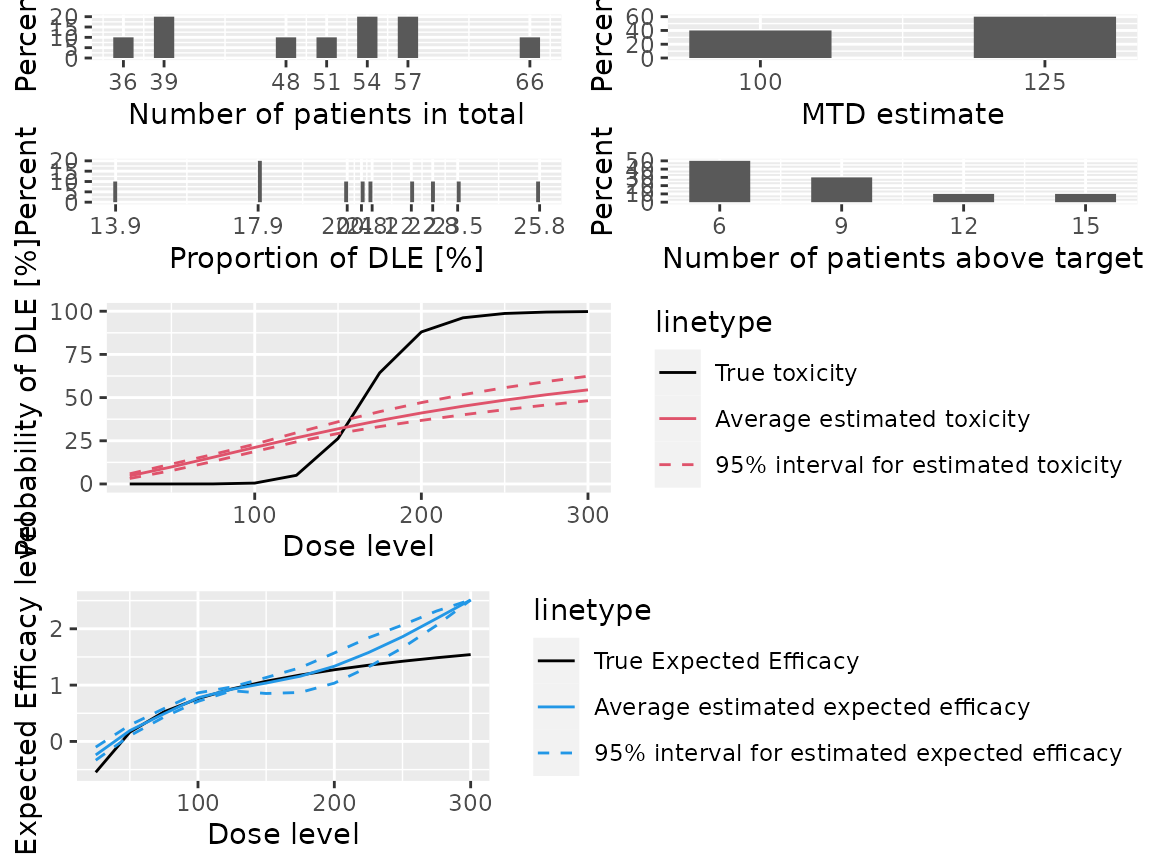 Percen
20
15
10
5
0
36 39 48 51 54 57 66
Number of patients in total
Percen
60
40
20
0
100 125
MTD estimate
Percent
20
15
10
5
0
13.9 17.9 25.8
Proportion of DLE [%]
Percent
50
0
6 9 12 15
Number of patients above target
Probability of DLE [%]
100
75
50
25
0
100 200 300
Dose level
linetype
True toxicity
Average estimated toxicity
95% interval for estimated toxicity
Expected Efficacy level
2
1
0
100 200 300
Dose level
linetype
True Expected Efficacy
Average estimated expected efficacy
95% interval for estimated expected efficacy